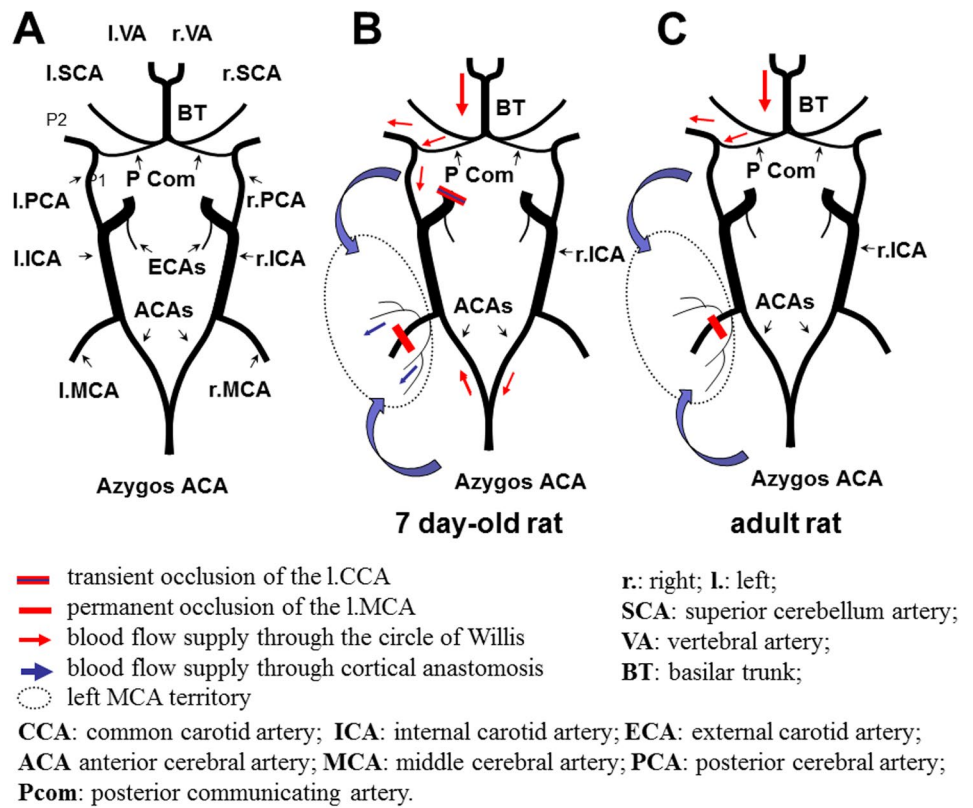 A
l.VA r.VA
l.SCA r.SCA
BT
P2
P Com
P1
l.PCA r.PCA
l.ICA ECAs r.ICA
ACAs
l.MCA r.MCA
Azygos ACA
B
BT
P Com
r.ICA
ACAs
Azygos ACA
7 day-old rat
C
BT
P Com
r.ICA
ACAs
Azygos ACA
adult rat
transient occlusion of the l.CCA
permanent occlusion of the l.MCA
blood flow supply through the circle of Willis
blood flow supply through cortical anastomosis
left MCA territory
r.: right; l.: left;
SCA: superior cerebellum artery;
VA: vertebral artery;
BT: basilar trunk;
CCA: common carotid artery; ICA: internal carotid artery; ECA: external carotid artery;
ACA anterior cerebral artery; MCA: middle cerebral artery; PCA: posterior cerebral artery;
Pcom: posterior communicating artery.